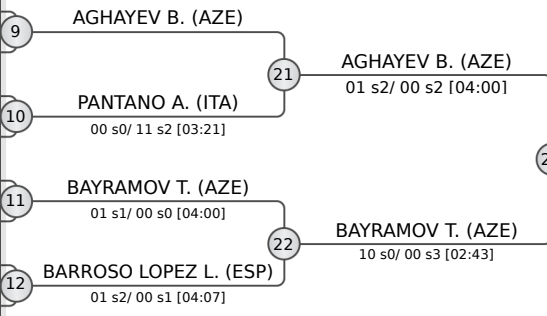 AGHAYEV B. (AZE)
9
21
AGHAYEV B. (AZE)
01 s2/ 00 s2 [04:00]
PANTANO A. (ITA)
10
00 s0/ 11 s2 [03:21]
BAYRAMOV T. (AZE)
11
01 s1/ 00 s0 [04:00]
22
BAYRAMOV T. (AZE)
10 s0/ 00 s3 [02:43]
BARROSO LOPEZ L. (ESP)
12
01 s2/ 00 s1 [04:07]